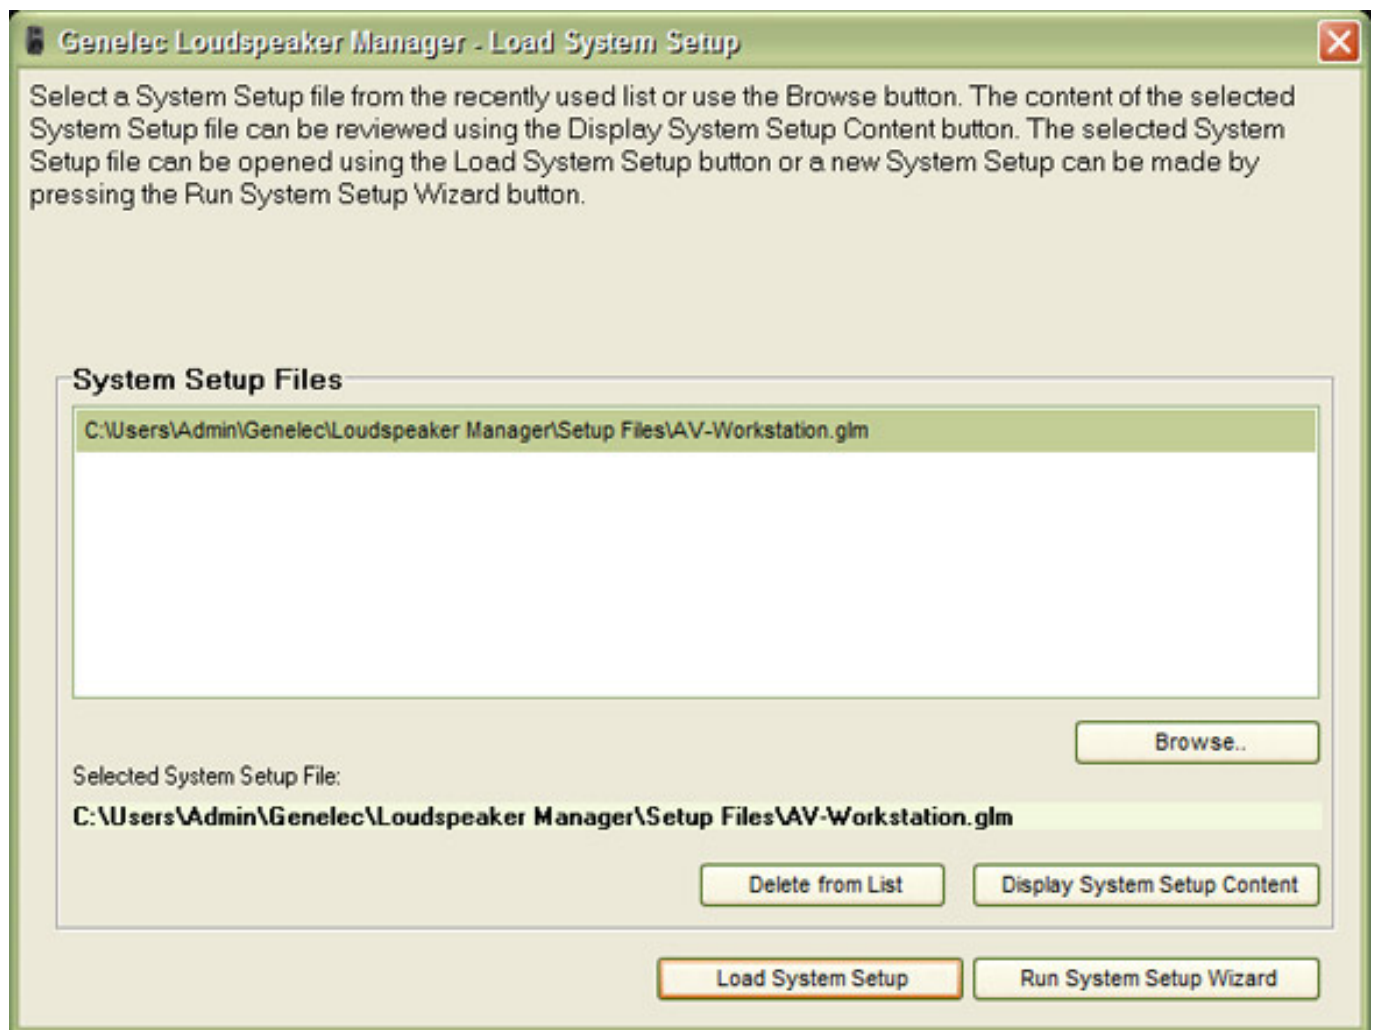 Genelec Loudspeaker Manager - Load System Setup
Select a System Setup file from the recently used list or use the Browse button. The content of the selected
System Setup file can be reviewed using the Display System Setup Content button. The selected System
Setup file can be opened using the Load System Setup button or a new System Setup can be made by
pressing the Run System Setup Wizard button.
System Setup Files
C:\Users\Admin\Genelec\Loudspeaker Manager\Setup Files\AV-Workstation.glm
Browse..
Selected System Setup File:
C:\Users\Admin\Genelec\Loudspeaker Manager\Setup Files\AV-Workstation.glm
Delete from List
Display System Setup Content
Load System Setup
Run System Setup Wizard